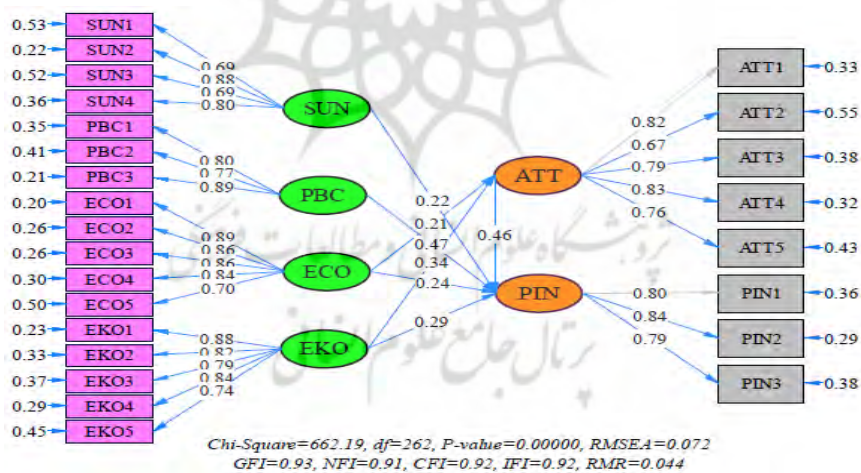 0.53 SUN1
0.22 SUN2
0.52 SUN3
0.36 SUN4
0.35 PBC1
0.41 PBC2
0.21 PBC3
0.20 ECO1
0.26 ECO2
0.26 ECO3
0.30 ECO4
0.50 ECO5
0.23 EKO1
0.33 EKO2
0.37 EKO3
0.29 EKO4
0.45 EKO5
0.69
0.88
0.69
0.80
0.80
0.77
0.89
0.89
0.86
0.86
0.84
0.70
0.88
0.82
0.79
0.84
0.74
SUN
PBC
ECO
EKO
0.22
0.21
0.47
0.34
0.24
0.29
0.46
ATT
PIN
0.82
0.67
0.79
0.83
0.76
0.80
0.84
0.79
ATT1 0.33
ATT2 0.55
ATT3 0.38
ATT4 0.32
ATT5 0.43
PIN1 0.36
PIN2 0.29
PIN3 0.38
پژوهشگاه علوم انسانی و مطالعات فرهنگی
پرتال جامع علوم انسانی
Chi-Square=662.19, df=262, P-value=0.00000, RMSEA=0.072
GFI=0.93, NFI=0.91, CFI=0.92, IFI=0.92, RMR=0.044